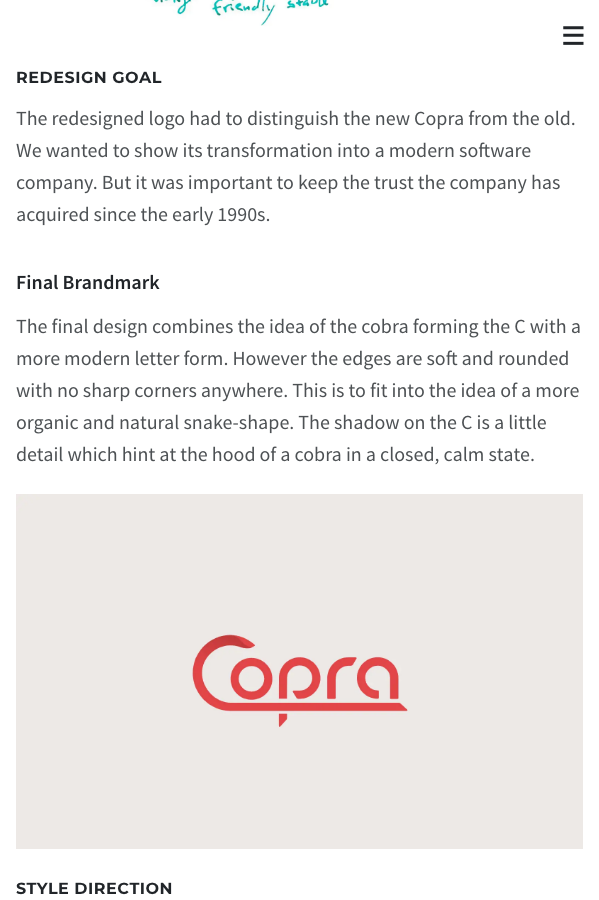 friendly stable
REDESIGN GOAL
The redesigned logo had to distinguish the new Copra from the old.
We wanted to show its transformation into a modern software
company. But it was important to keep the trust the company has
acquired since the early 1990s.
Final Brandmark
The final design combines the idea of the cobra forming the C with a
more modern letter form. However the edges are soft and rounded
with no sharp corners anywhere. This is to fit into the idea of a more
organic and natural snake-shape. The shadow on the C is a little
detail which hint at the hood of a cobra in a closed, calm state.
Copra
STYLE DIRECTION